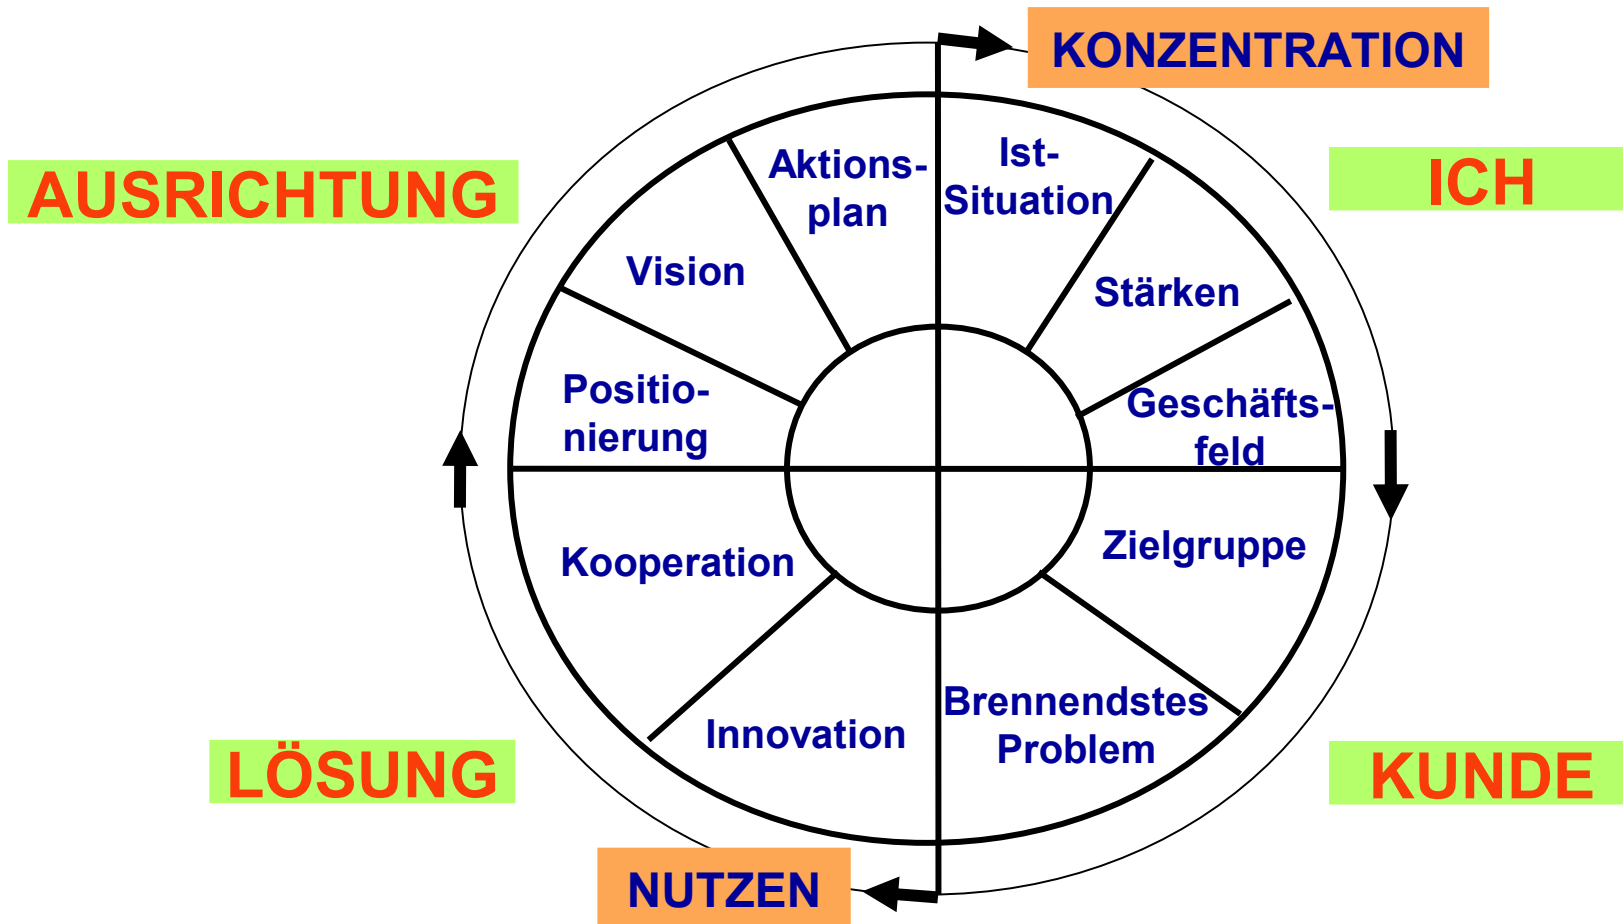 KONZENTRATION
AUSRICHTUNG
ICH
Aktions-
plan
Ist-
Situation
Vision
Stärken
Positio-
nierung
Geschäfts-
feld
Kooperation
Zielgruppe
Innovation
Brennendstes
Problem
LÖSUNG
KUNDE
NUTZEN